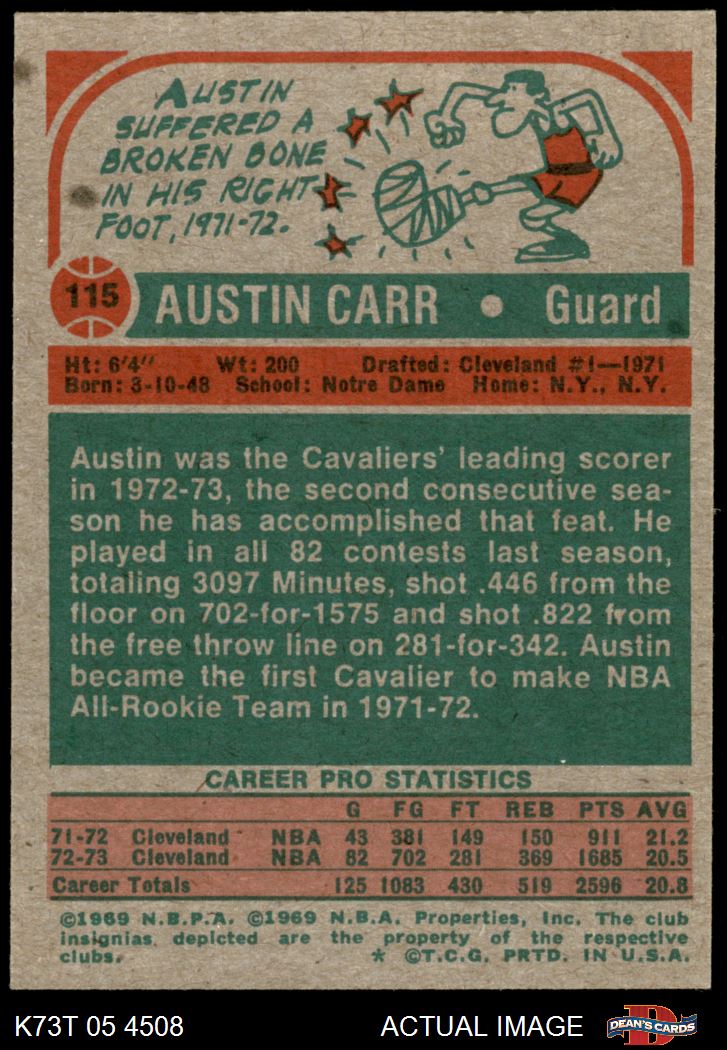 AUSTIN
SUFFERED A
BROKEN BONE
IN HIS RIGHT
FOOT, 1971-72.
115
AUSTIN CARR • Guard
Ht: 6'4" Wt: 200 Drafted: Cleveland #1—1971
Born: 3-10-48 School: Notre Dame Home: N.Y., N.Y.
Austin was the Cavaliers' leading scorer
in 1972-73, the second consecutive sea-
son he has accomplished that feat. He
played in all 82 contests last season,
totaling 3097 Minutes, shot .446 from the
floor on 702-for-1575 and shot .822 from
the free throw line on 281-for-342. Austin
became the first Cavalier to make NBA
All-Rookie Team in 1971-72.
CAREER PRO STATISTICS
G FG FT REB PTS AVG
71-72 Cleveland NBA 43 381 149 150 911 21.2
72-73 Cleveland NBA 82 702 281 369 1685 20.5
Career Totals 125 1083 430 519 2596 20.8
©1969 N.B.P.A. ©1969 N.B.A. Properties, Inc. The club
insignias depicted are the property of the respective
clubs. * ©T.C.G. PRTD. IN U.S.A.
K73T 05 4508 ACTUAL IMAGE D DEAN'S CARDS